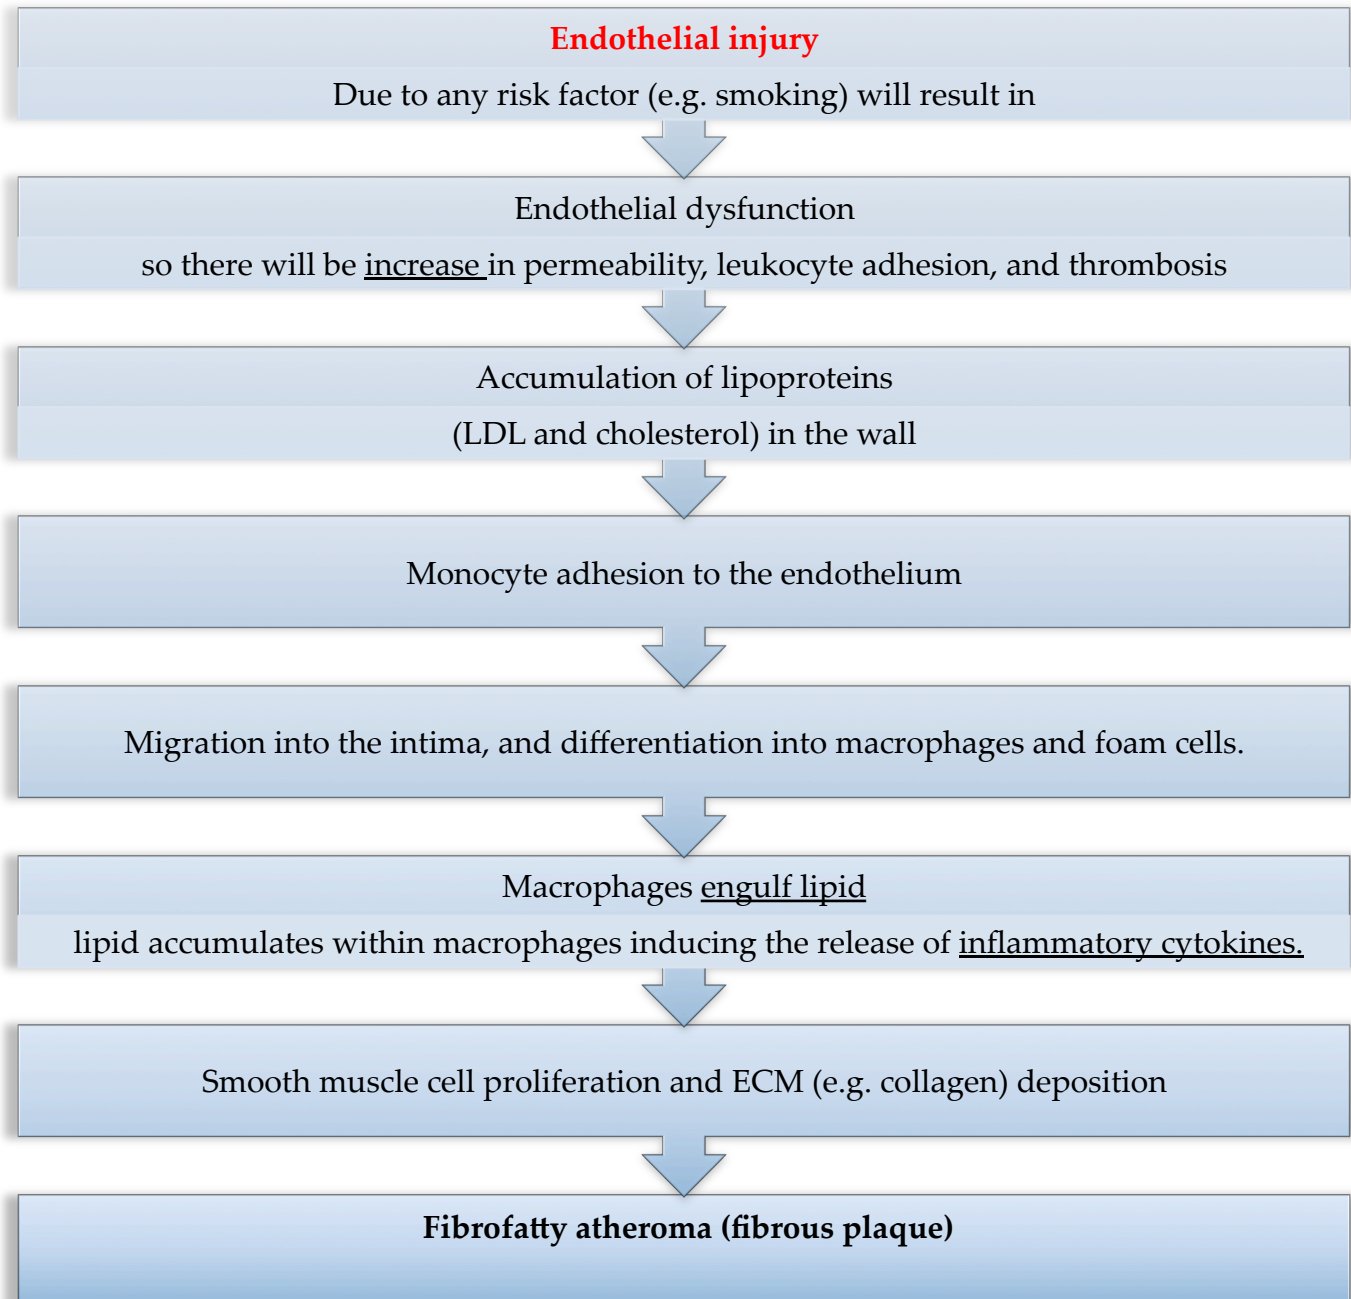 Endothelial injury
Due to any risk factor (e.g. smoking) will result in
Endothelial dysfunction
so there will be increase in permeability, leukocyte adhesion, and thrombosis
Accumulation of lipoproteins
(LDL and cholesterol) in the wall
Monocyte adhesion to the endothelium
Migration into the intima, and differentiation into macrophages and foam cells.
Macrophages engulf lipid
lipid accumulates within macrophages inducing the release of inflammatory cytokines.
Smooth muscle cell proliferation and ECM (e.g. collagen) deposition
Fibrofatty atheroma (fibrous plaque)